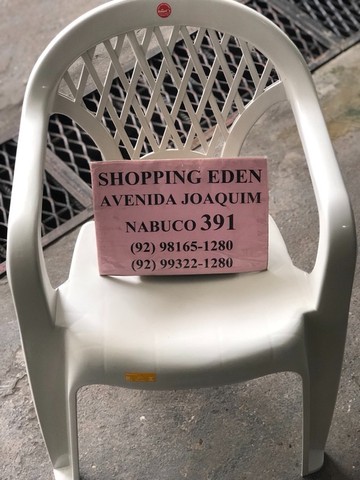 SHOPPING EDEN
AVENIDA JOAQUIM
NABUCO 391
(92) 98165-1280
(92) 99322-1280